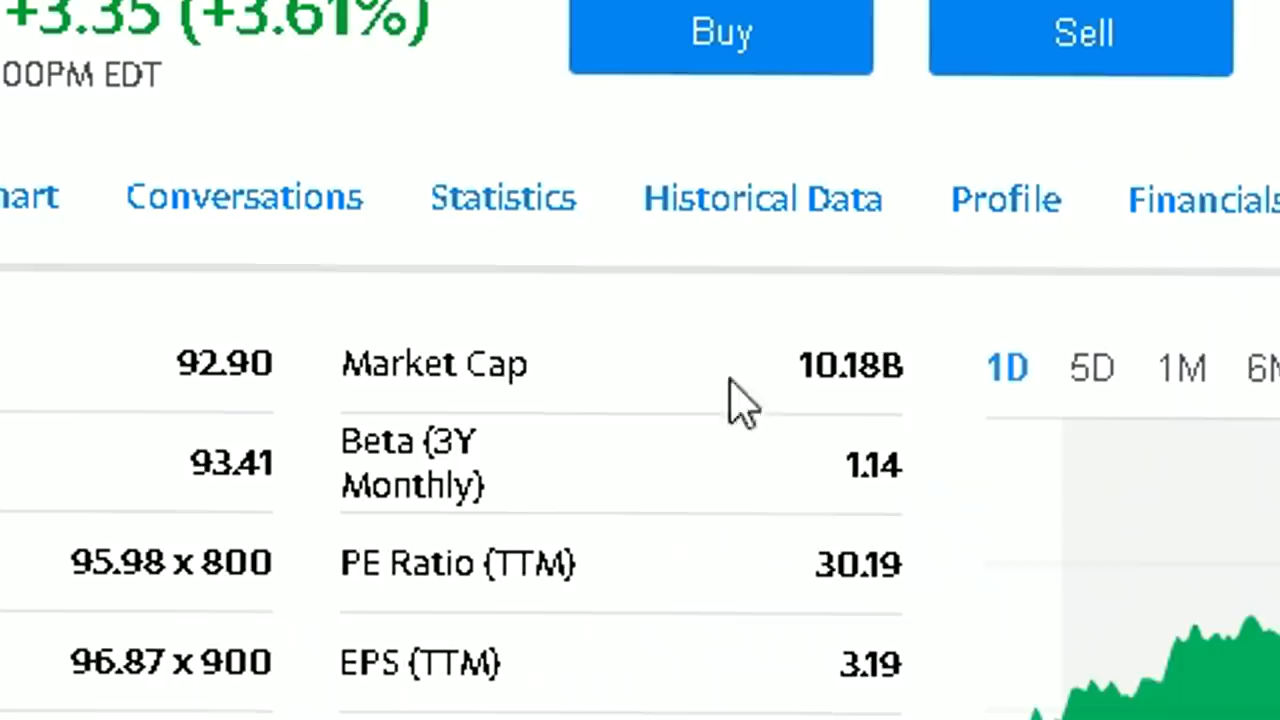 +3.35 (+3.61%)
Buy
Sell
00PM EDT
Conversations
Statistics
Historical Data
Profile
Financials
92.90
Market Cap
10.18B
1D
5D
1M
93.41
Beta (3Y
Monthly)
1.14
95.98 x 800
PE Ratio (TTM)
30.19
96.87 x 900
EPS (TTM)
3.19